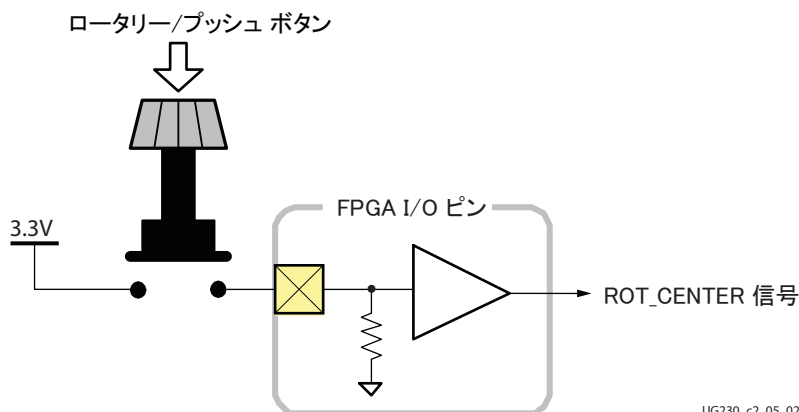 ロータリー/プッシュ ボタン
FPGA I/O ピン
3.3V
ROT_CENTER 信号
UG230_c2_05_02